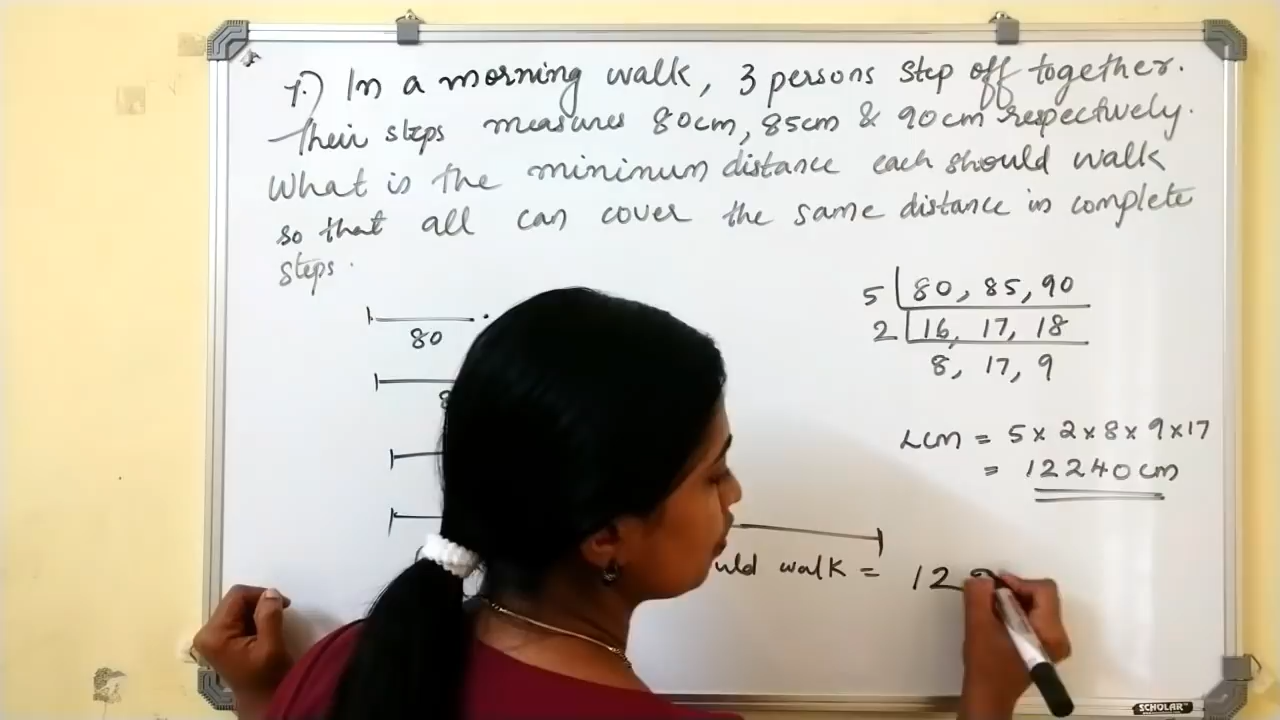 7.) In a morning walk, 3 persons step off together.
Their steps measures 80cm, 85cm & 90cm respectively.
What is the minimum distance each should walk
so that all can cover the same distance in complete
steps.
80
5 80, 85, 90
2 16, 17, 18
8, 17, 9
LCM = 5 x 2 x 8 x 9 x 17
= 12240 cm
walk = 12
SCHOLAR